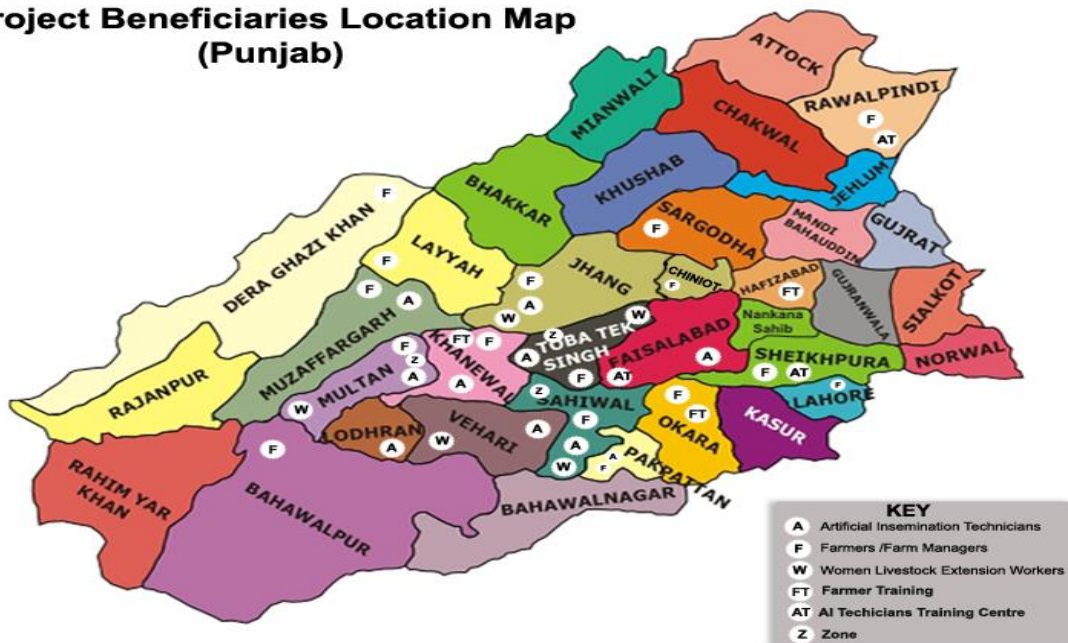 roject Beneficiaries Location Map
(Punjab)
ATTOCK
RAWALPINDI
F
AT
MIANWALI
CHAKWAL
JEHLUM
BHAKKAR
KHUSHAB
SARGODHA
F
MANDI
BAHAUDDIN
GUJRAT
DERA GHAZI KHAN
F
LAYYAH
F
JHANG
F
A
W
CHINIOT
F
HAFIZABAD
FT
GUJRANWALA
SIALKOT
MUZAFFARGARH
F
A
KHANEWAL
FT
F
A
TOBA TEK
SINGH
W
Z
A
F
FAISALABAD
A
AT
Nankana
Sahib
SHEIKHPURA
F
AT
NORWAL
RAJANPUR
MULTAN
F
Z
A
W
SAHIWAL
Z
F
A
W
OKARA
F
FT
LAHORE
F
KASUR
LODHRAN
A
VEHARI
W
A
PAKPATTAN
A
F
RAHIM YAR
KHAN
BAHAWALPUR
F
BAHAWALNAGAR
KEY
A Artificial Insemination Technicians
F Farmers /Farm Managers
W Women Livestock Extension Workers
FT Farmer Training
AT AI Techicians Training Centre
Z Zone